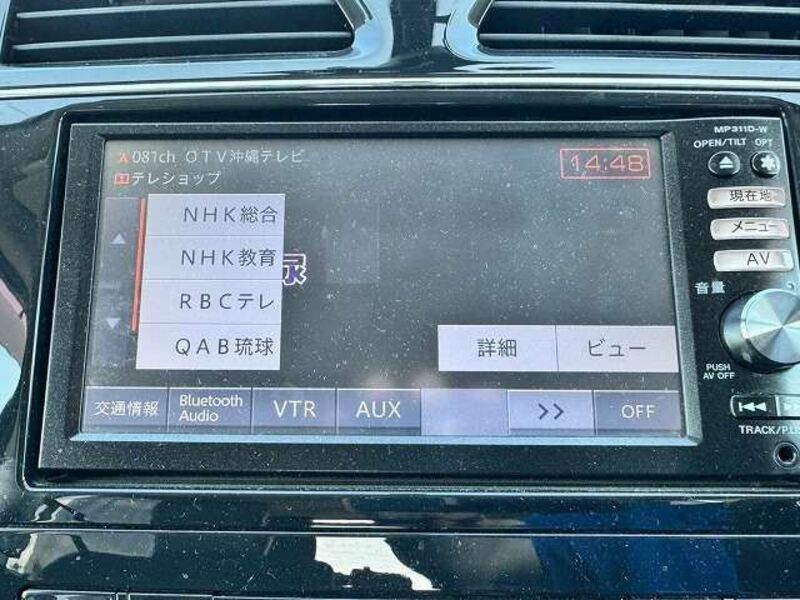 MP311D-W
OPEN/TILT OPT
081ch OTV沖縄テレビ
14:48
テレショップ
現在地
メニュー
AV
NHK総合
NHK教育
RBCテレ
QAB琉球
音量
詳細
ビュー
PUSH
AV OFF
交通情報
Bluetooth
Audio
VTR
AUX
>>
OFF
TRACK/